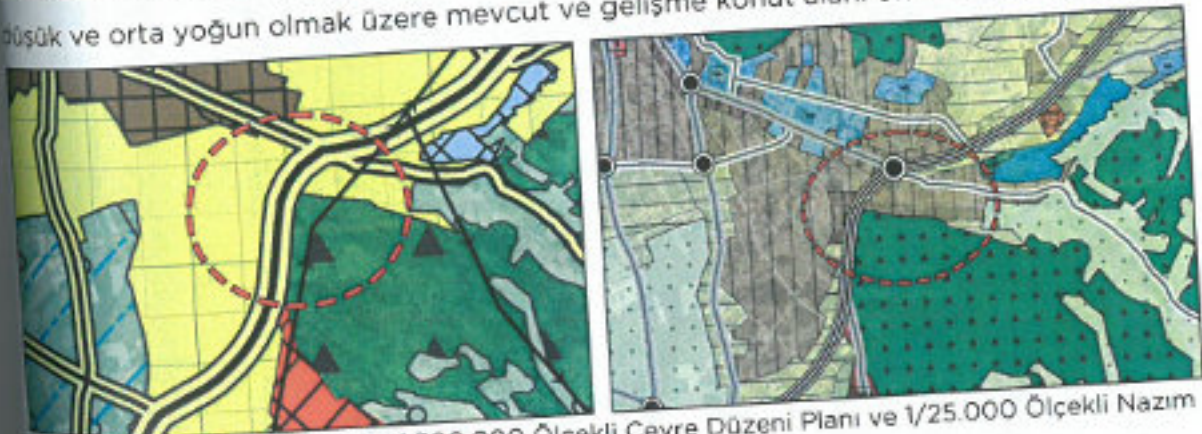 düşük ve orta yoğun olmak üzere mevcut ve gelişme konut alanı
Ölçekli Çevre Düzeni Planı ve 1/25.000 Ölçekli Nazım